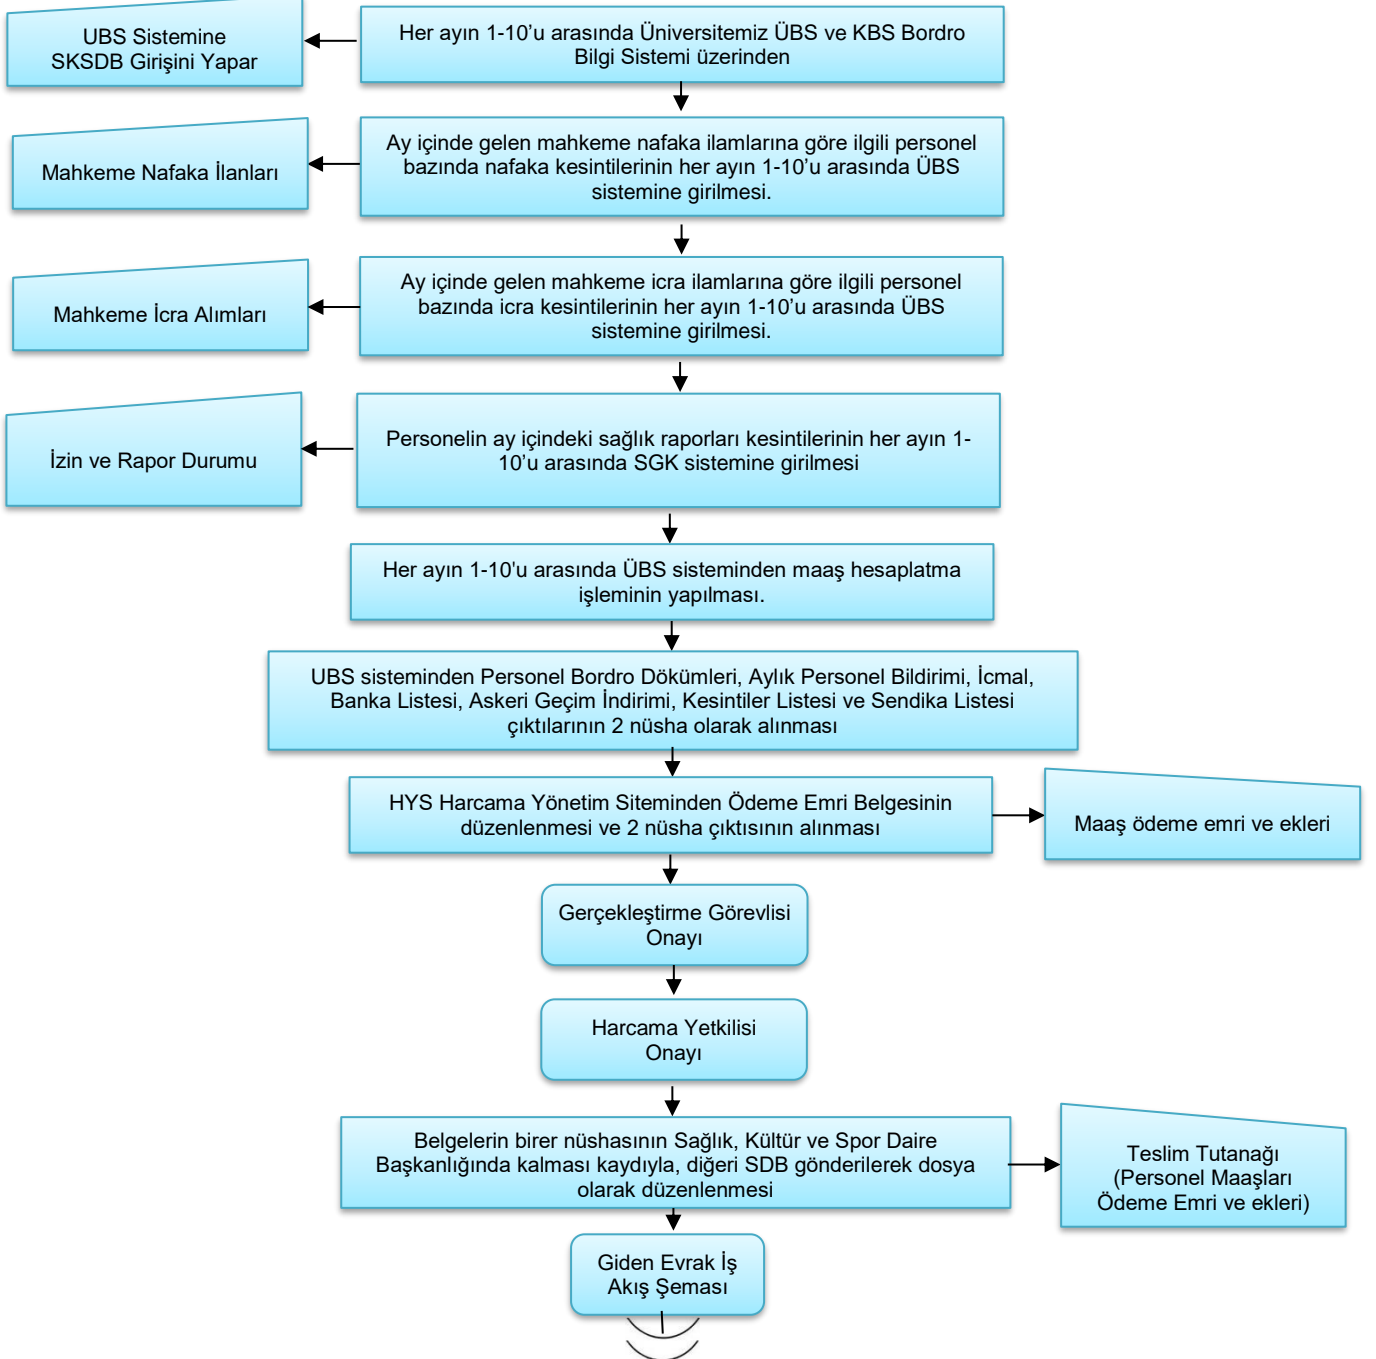 UBS Sistemine
SKSDB Girişini Yapar
Her ayın 1-10’u arasında Üniversitemiz ÜBS ve KBS Bordro
Bilgi Sistemi üzerinden
Mahkeme Nafaka İlanları
Ay içinde gelen mahkeme nafaka ilamlarına göre ilgili personel
bazında nafaka kesintilerinin her ayın 1-10’u arasında ÜBS
sistemine girilmesi.
Mahkeme İcra Alımları
Ay içinde gelen mahkeme icra ilamlarına göre ilgili personel
bazında icra kesintilerinin her ayın 1-10’u arasında ÜBS
sistemine girilmesi.
İzin ve Rapor Durumu
Personelin ay içindeki sağlık raporları kesintilerinin her ayın 1-
10’u arasında SGK sistemine girilmesi
Her ayın 1-10'u arasında ÜBS sisteminden maaş hesaplatma
işleminin yapılması.
UBS sisteminden Personel Bordro Dökümleri, Aylık Personel Bildirimi, İcmal,
Banka Listesi, Askeri Geçim İndirimi, Kesintiler Listesi ve Sendika Listesi
çıktılarının 2 nüsha olarak alınması
HYS Harcama Yönetim Siteminden Ödeme Emri Belgesinin
düzenlenmesi ve 2 nüsha çıktısının alınması
Maaş ödeme emri ve ekleri
Gerçekleştirme Görevlisi
Onayı
Harcama Yetkilisi
Onayı
Belgelerin birer nüshasının Sağlık, Kültür ve Spor Daire
Başkanlığında kalması kaydıyla, diğeri SDB gönderilerek dosya
olarak düzenlenmesi
Teslim Tutanağı
(Personel Maaşları
Ödeme Emri ve ekleri)
Giden Evrak İş
Akış Şeması